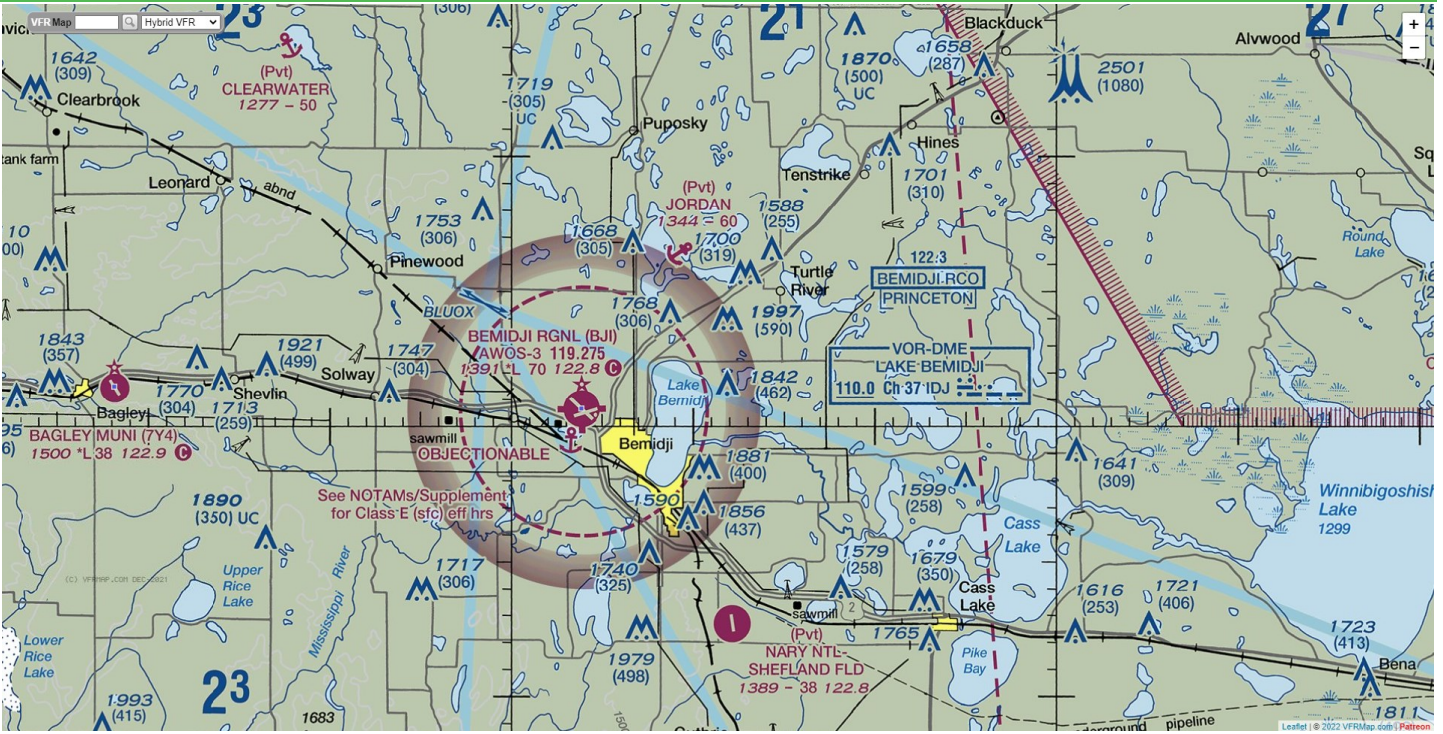 VFR Map
Hybrid VFR
+
−
23
21
27
(306)
1642
(309)
Clearbrook
tank farm
Leonard
abnd
(Pvt)
CLEARWATER
1277 - 50
1719
(305)
UC
Puposky
1870
(500)
UC
1658
(287)
Blackduck
2501
(1080)
Alvwood
Hines
1701
(310)
Tenstrike
(Pvt)
JORDAN
1344 - 60
1588
(255)
1700
(319)
1668
(305)
1753
(306)
Pinewood
Turtle
River
122.3
BEMIDJI RCO
PRINCETON
Round
Lake
BLUOX
1768
(306)
1997
(590)
BEMIDJI RGNL (BJI)
AWOS-3 119.275
1391 *L 70 122.8 C
VOR-DME
LAKE BEMIDJI
110.0 Ch 37 IDJ
1843
(357)
1921
(499)
1747
(304)
Solway
1770
(304)
Shevlin
1713
(259)
Bagley
BAGLEY MUNI (7Y4)
1500 *L 38 122.9 C
Lake
Bemidji
1842
(462)
sawmill
OBJECTIONABLE
Bemidji
See NOTAMs/Supplement
for Class E (sfc) eff hrs
1590
1881
(400)
1856
(437)
1599
(258)
1641
(309)
Cass
Lake
Winnibigoshish
Lake
1299
1890
(350) UC
Upper
Rice
Lake
Mississippi River
(C) VFRMAP.COM DEC-2021
1717
(306)
1740
(325)
1579
(258)
1679
(350)
Cass
Lake
1616
(253)
1721
(406)
1723
(413)
Bena
1811
sawmill
2
1765
Pike
Bay
(Pvt)
NARY NTL-
SHEFLAND FLD
1389 - 38 122.8
1979
(498)
Lower
Rice
Lake
23
1993
(415)
1683
underground pipeline
Leaflet | © 2022 VFRMap.com | Patreon